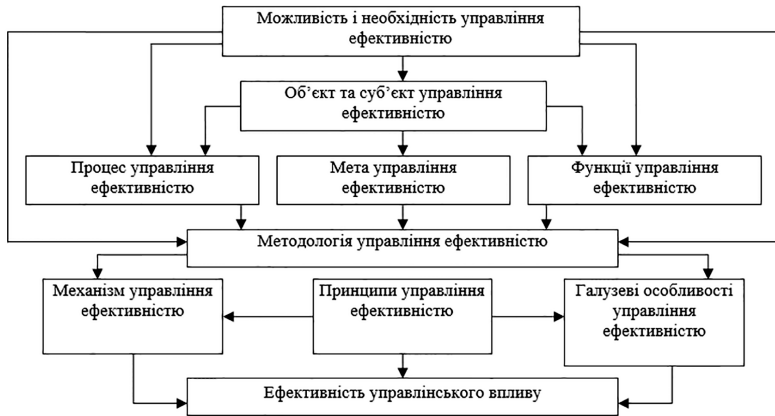 Можливість і необхідність управління
ефективністю
Об’єкт та суб’єкт управління
ефективністю
Процес управління
ефективністю
Мета управління
ефективністю
Функції управління
ефективністю
Методологія управління ефективністю
Механізм управління
ефективністю
Принципи управління
ефективністю
Галузеві особливості
управління
ефективністю
Ефективність управлінського впливу